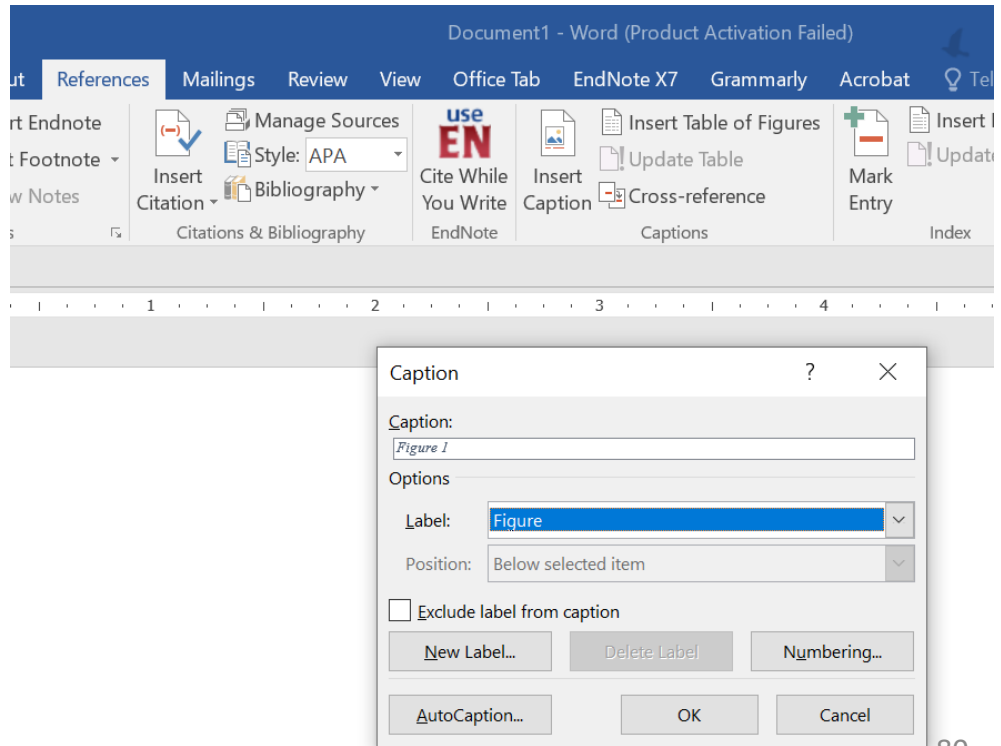 Document1 - Word (Product Activation Failed)
ut References Mailings Review View Office Tab EndNote X7 Grammarly Acrobat Tel
rt Endnote
t Footnote
w Notes
s
Insert
Citation
Manage Sources
Style: APA
Bibliography
Citations & Bibliography
use
EN
Cite While
You Write
EndNote
Insert
Caption
Insert Table of Figures
Update Table
Cross-reference
Captions
Mark
Entry
Insert I
Update
Index
1 2 3 4
Caption ?
Caption:
Figure 1
Options
Label: Figure
Position: Below selected item
Exclude label from caption
New Label... Delete Label Numbering...
AutoCaption... OK Cancel